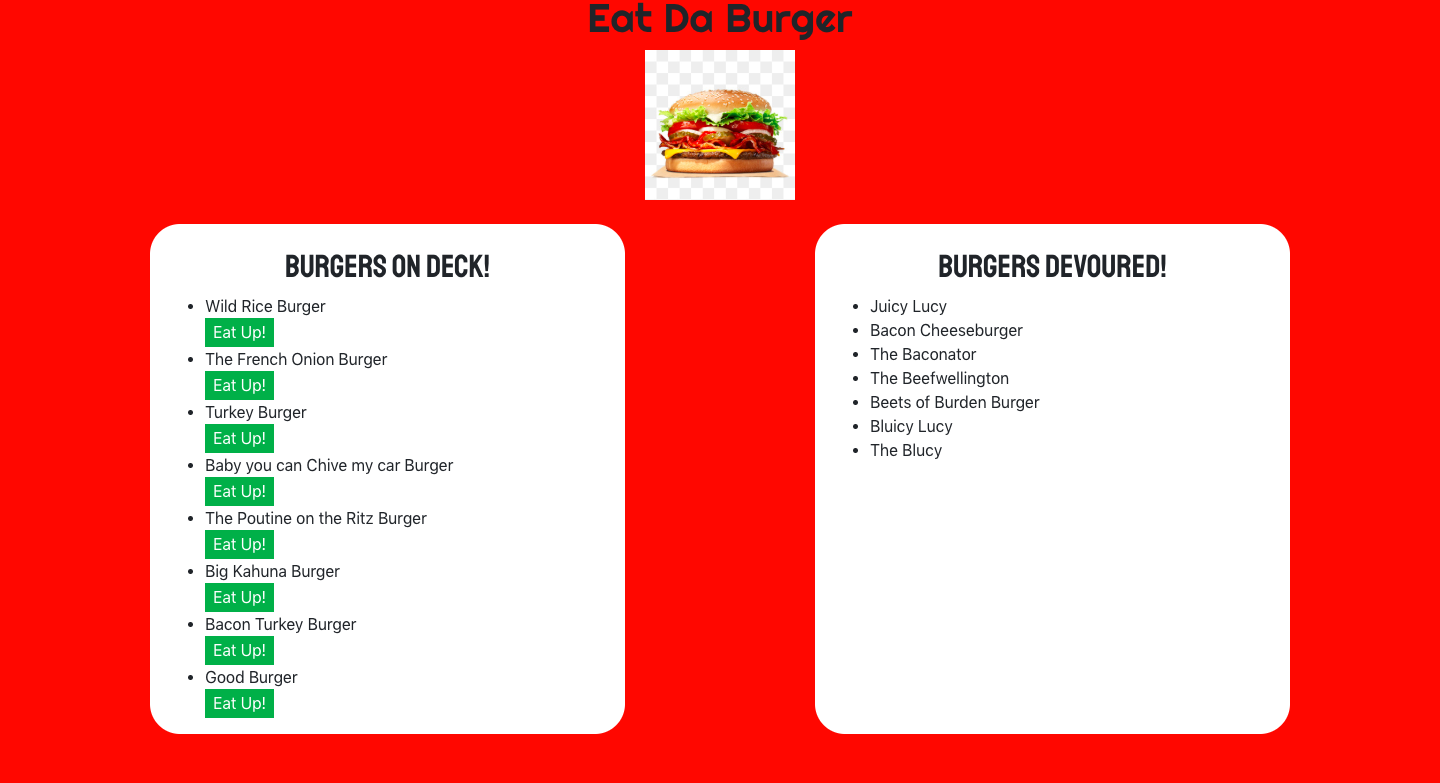 Eat Da Burger
BURGERS ON DECK!
Wild Rice Burger
Eat Up!
The French Onion Burger
Eat Up!
Turkey Burger
Eat Up!
Baby you can Chive my car Burger
Eat Up!
The Poutine on the Ritz Burger
Eat Up!
Big Kahuna Burger
Eat Up!
Bacon Turkey Burger
Eat Up!
Good Burger
Eat Up!
BURGERS DEVOURED!
Juicy Lucy
Bacon Cheeseburger
The Baconator
The Beefwellington
Beets of Burden Burger
Bluicy Lucy
The Blucy